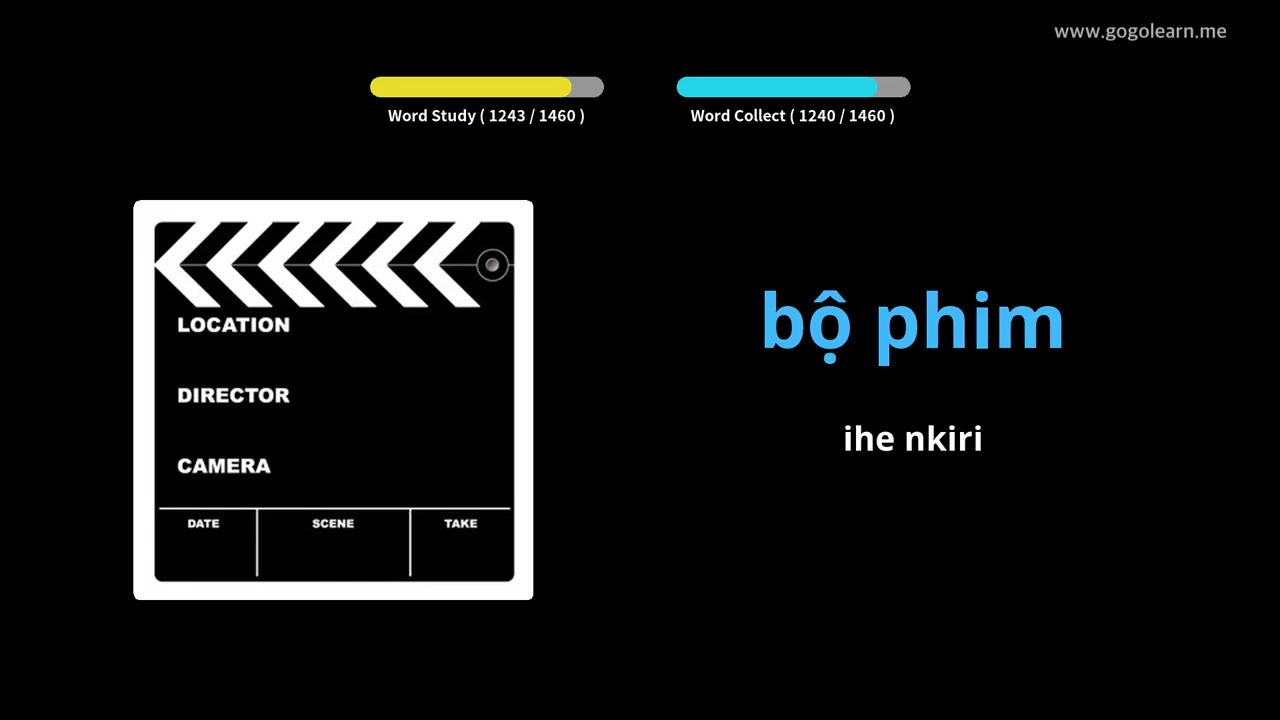 www.gogolearn.me
Word Study ( 1243 / 1460 )
Word Collect ( 1240 / 1460 )
LOCATION
DIRECTOR
CAMERA
DATE
SCENE
TAKE
bộ phim
ihe nkiri